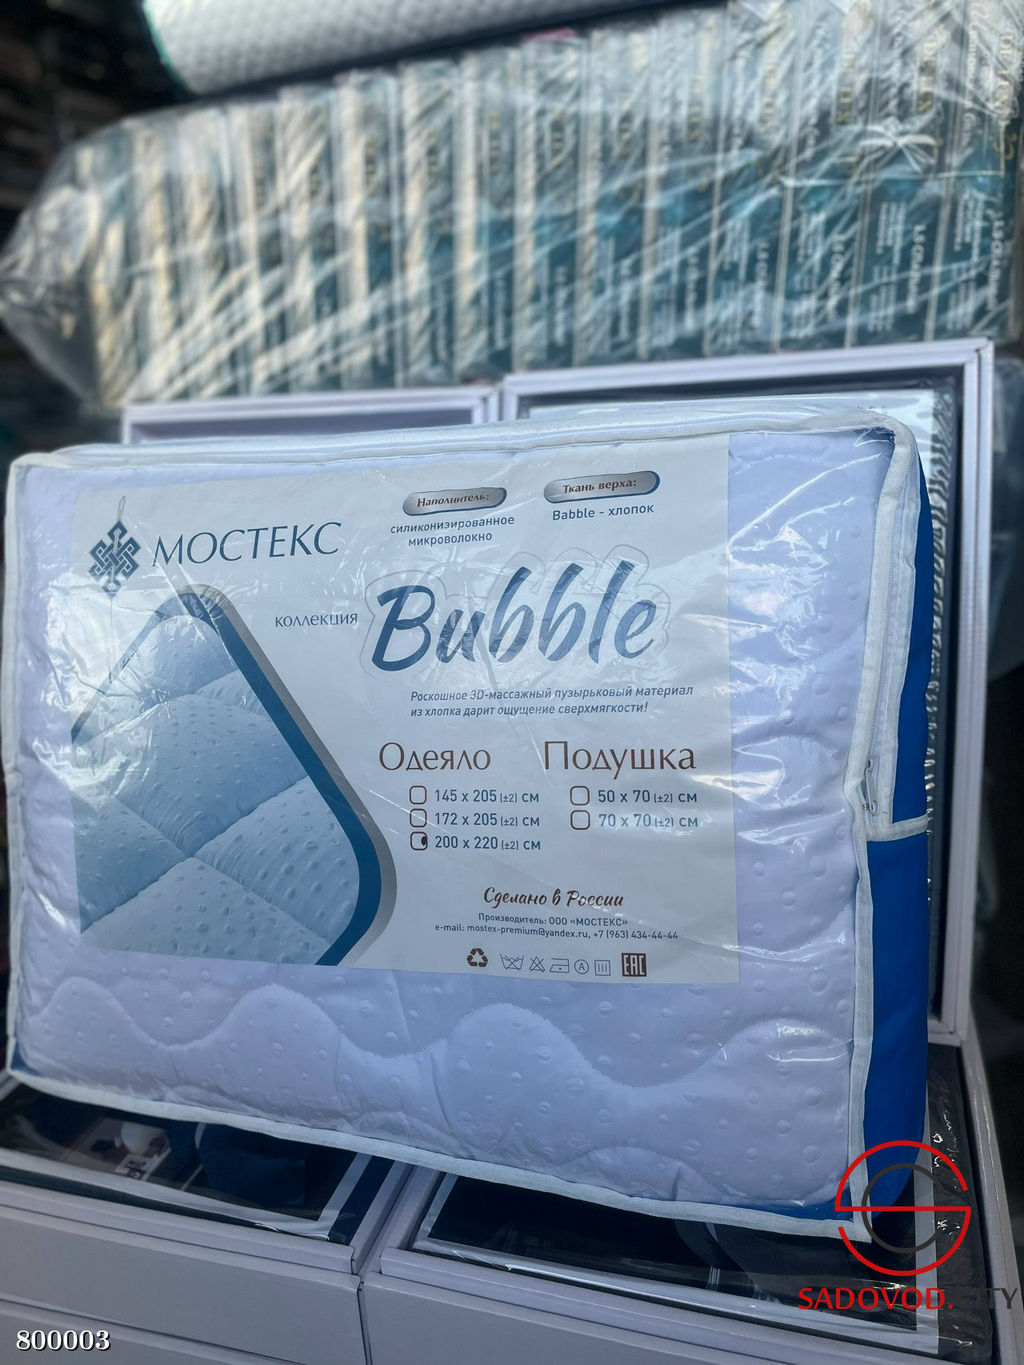 МОСТЕКС
Наполнитель:
силиконизированное
микроволокно
Ткань верха:
Babble - хлопок
коллекция
Bubble
Роскошное 3D-массажный пузырьковый материал
из хлопка дарит ощущение сверхмягкости!
Одеяло
145 x 205 (±2) см
172 x 205 (±2) см
200 x 220 (±2) см
Подушка
50 x 70 (±2) см
70 x 70 (±2) см
Сделано в России
Производитель: ООО «МОСТЕКС»
e-mail: mostex-premium@yandex.ru, +7 (963) 434-44-44
A
EAC
SADOVOD.CITY
800003